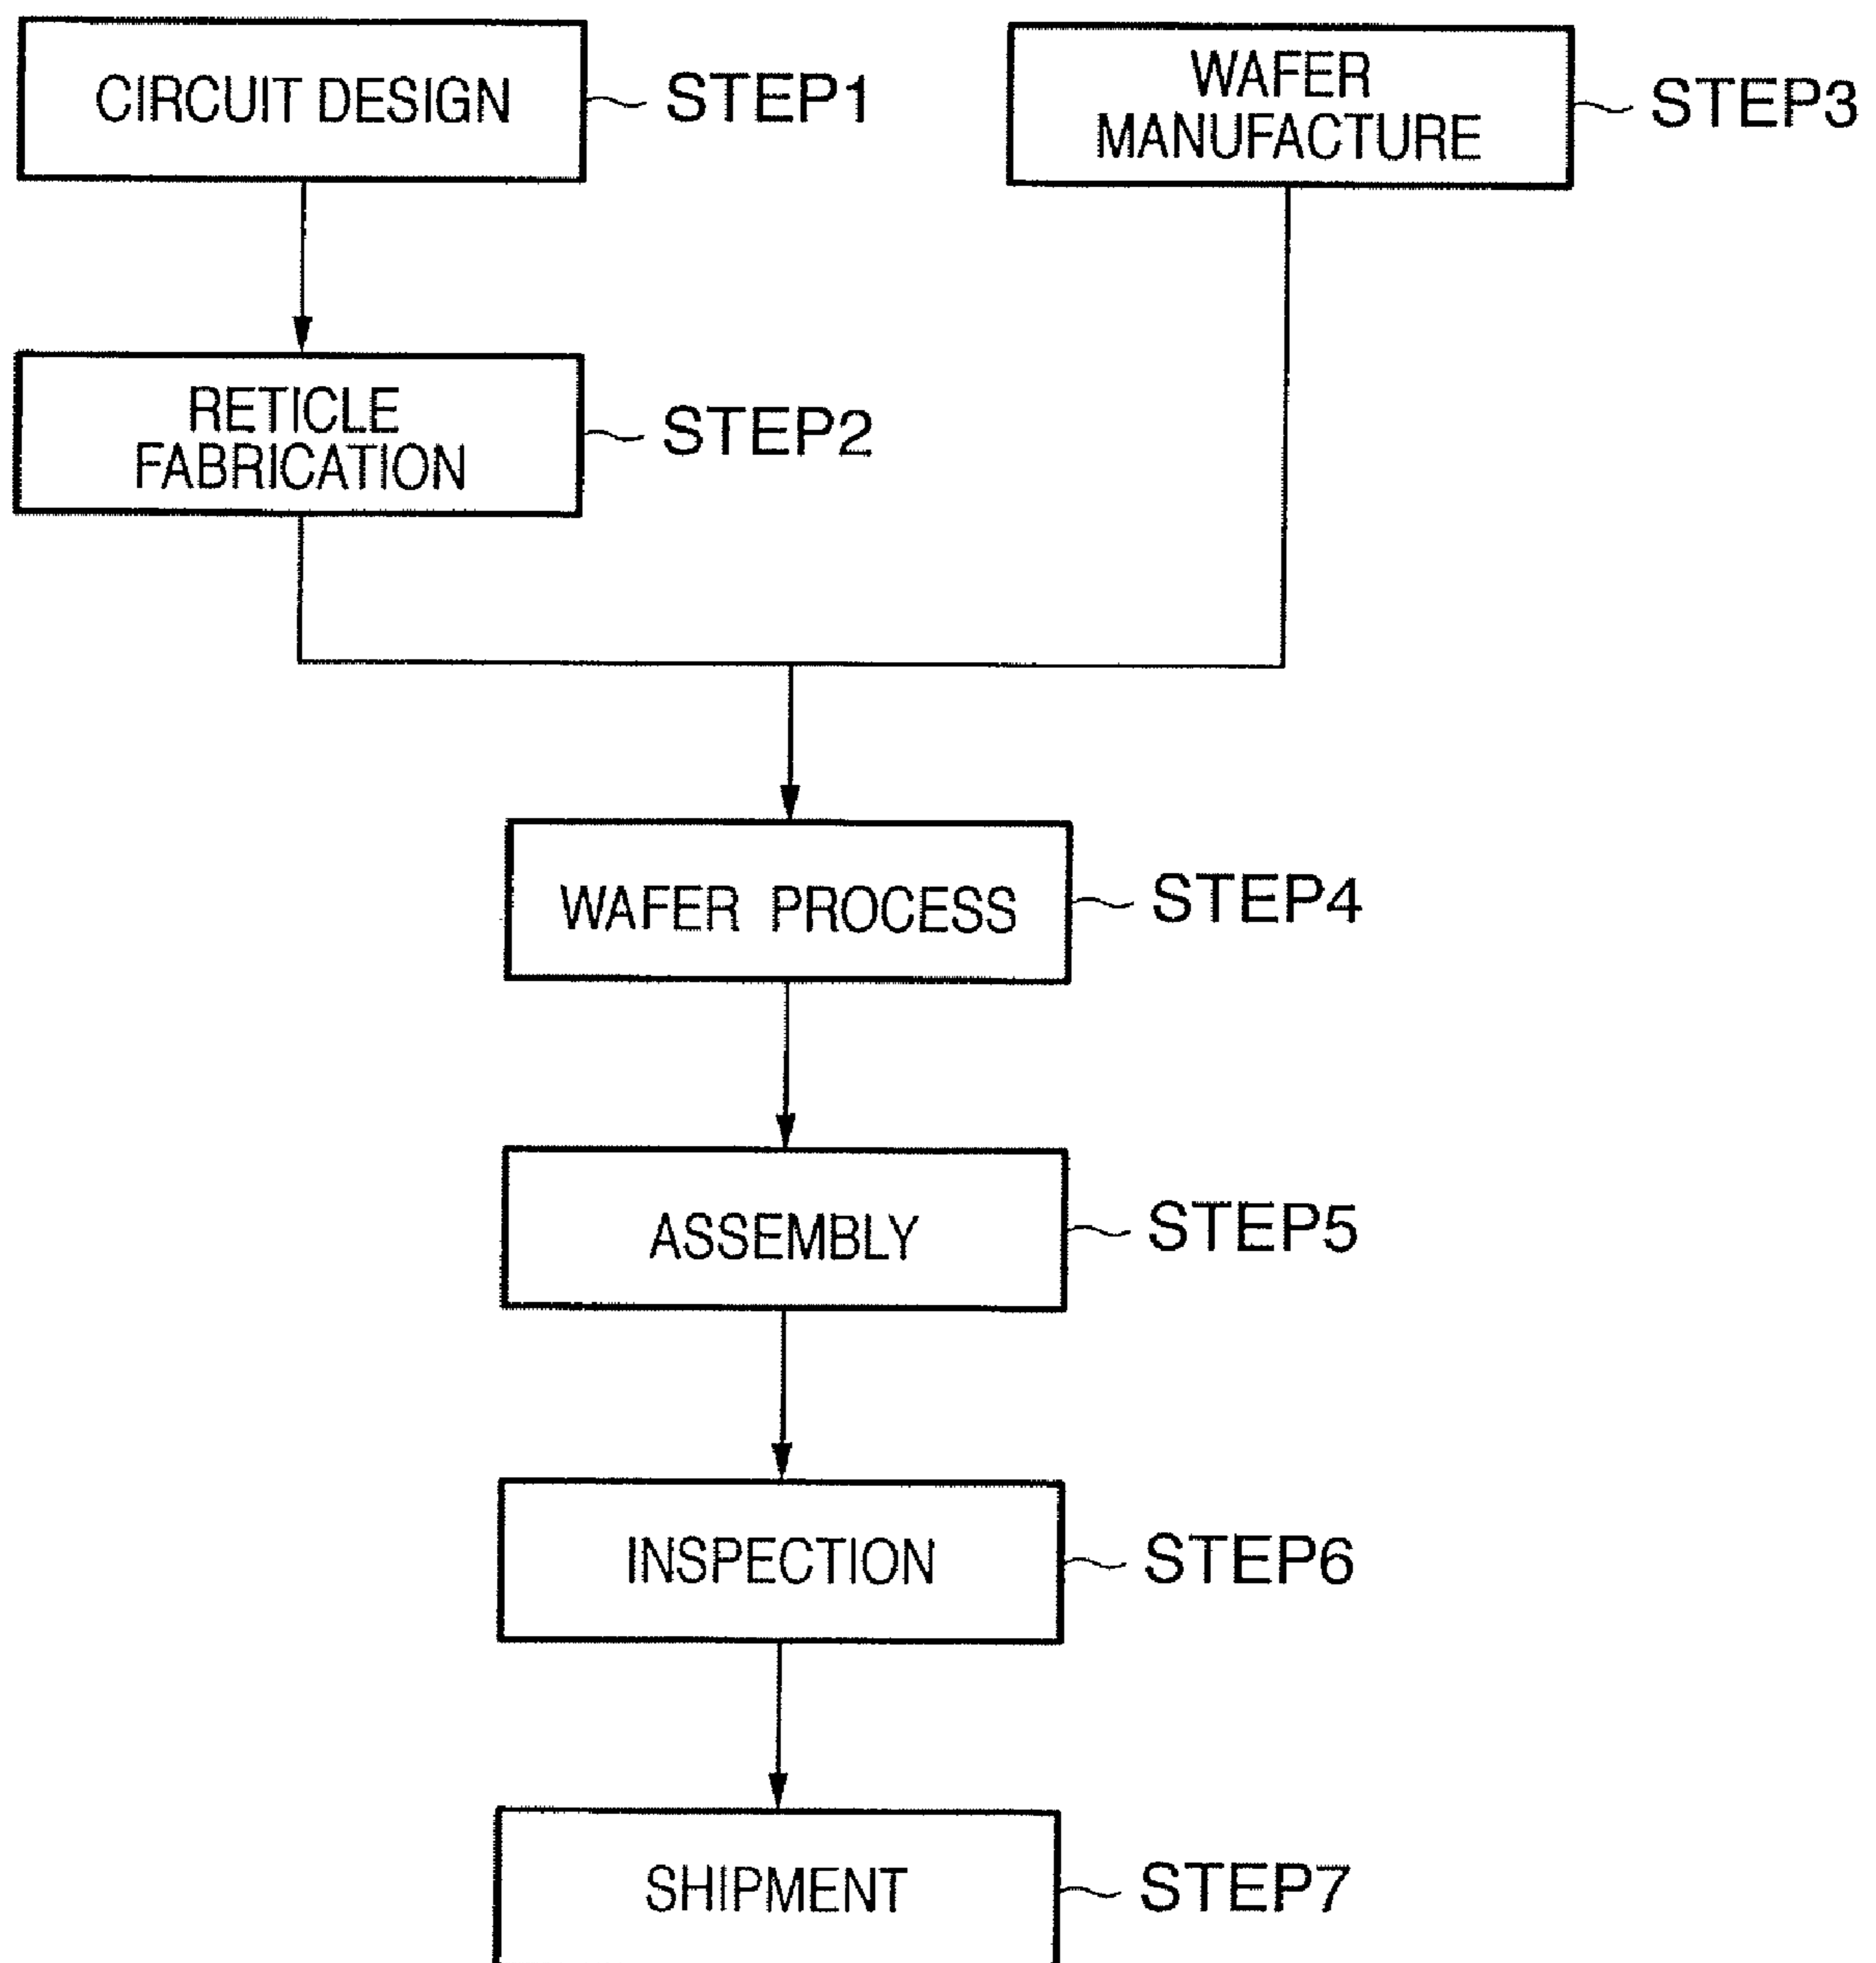 CIRCUIT DESIGN
STEP1
WAFER
MANUFACTURE
STEP3
RETICLE
FABRICATION
STEP2
WAFER PROCESS
STEP4
ASSEMBLY
STEP5
INSPECTION
STEP6
SHIPMENT
STEP7